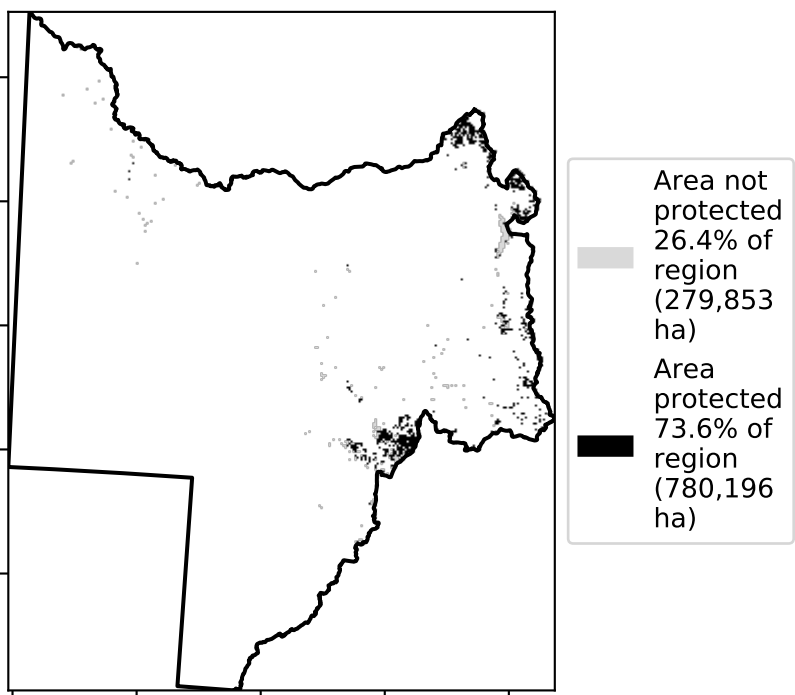 Area not
protected
26.4% of
region
(279,853
ha)
Area
protected
73.6% of
region
(780,196
ha)